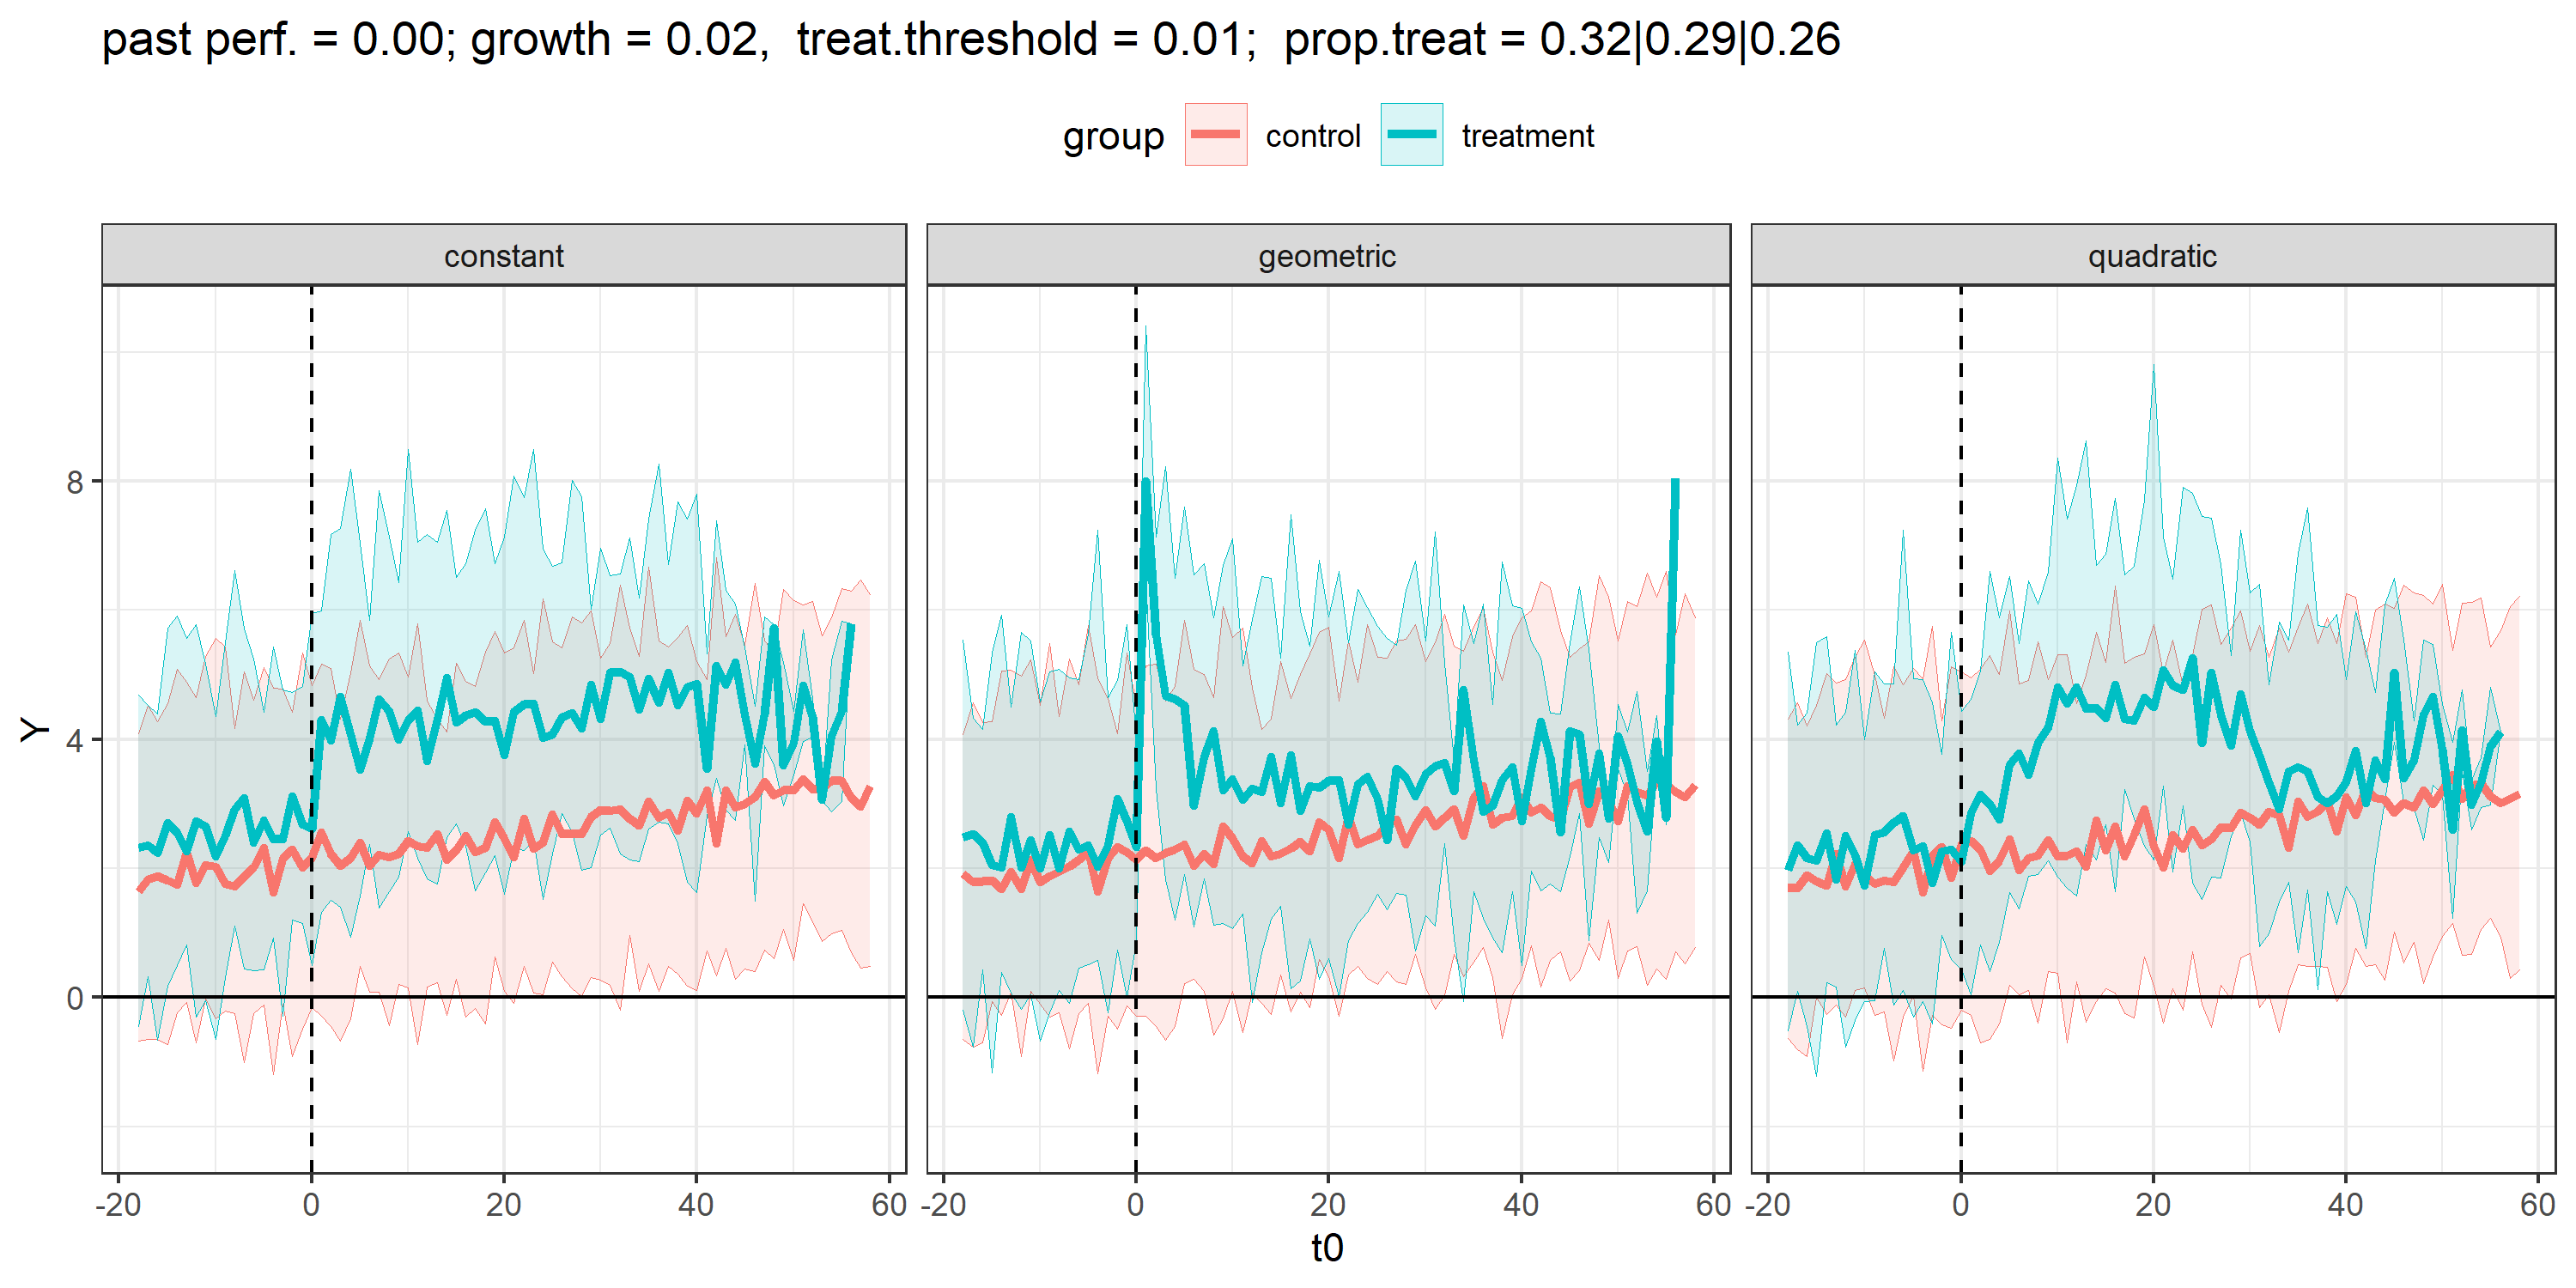 past perf. = 0.00; growth = 0.02,  treat.threshold = 0.01;  prop.treat = 0.32|0.29|0.26
group control treatment
constant geometric quadratic
Y
8
4
0
-20 0 20 40 60 -20 0 20 40 60 -20 0 20 40 60
t0